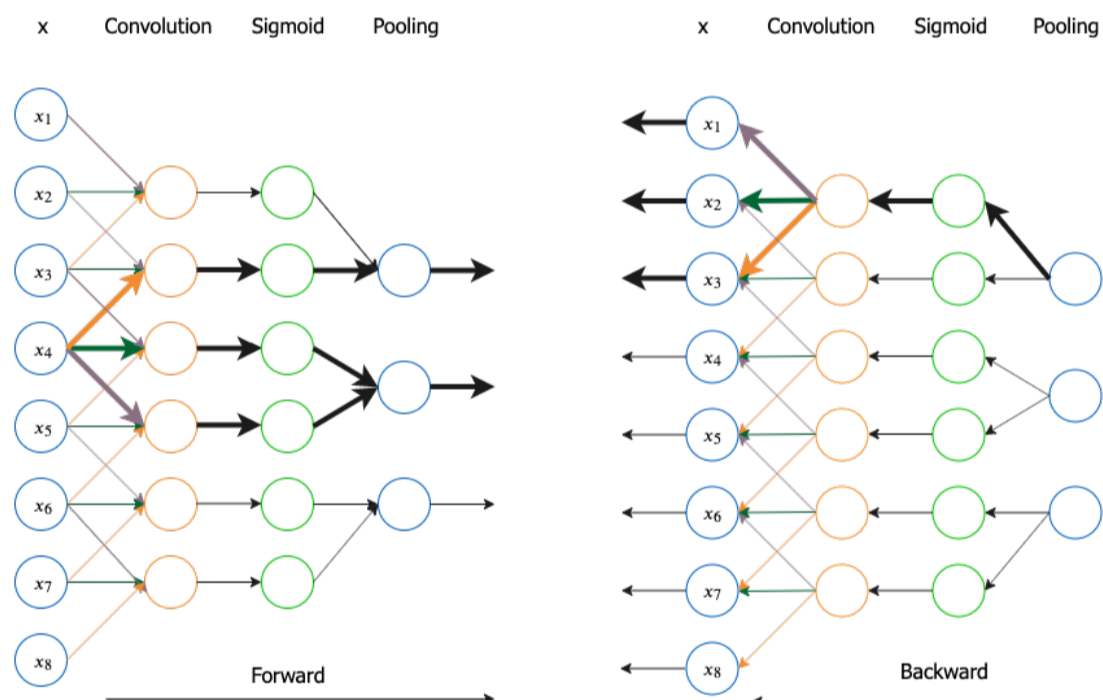 x Convolution Sigmoid Pooling
x1
x2
x3
x4
x5
x6
x7
x8
Forward
x Convolution Sigmoid Pooling
x1
x2
x3
x4
x5
x6
x7
x8
Backward